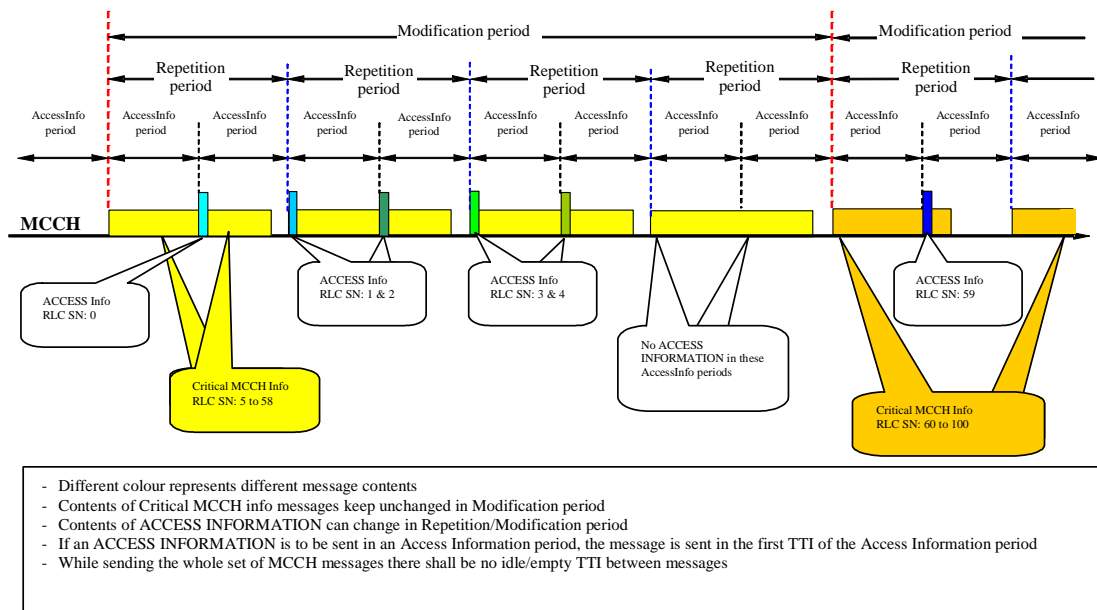 Modification period
Modification period
Repetition
period
Repetition
period
Repetition
period
Repetition
period
Repetition
period
AccessInfo
period
AccessInfo
period
AccessInfo
period
AccessInfo
period
AccessInfo
period
AccessInfo
period
AccessInfo
period
AccessInfo
period
AccessInfo
period
AccessInfo
period
AccessInfo
period
AccessInfo
period
MCCH
ACCESS Info
RLC SN: 0
ACCESS Info
RLC SN: 1 & 2
ACCESS Info
RLC SN: 3 & 4
No ACCESS
INFORMATION in these
AccessInfo periods
ACCESS Info
RLC SN: 59
Critical MCCH Info
RLC SN: 5 to 58
Critical MCCH Info
RLC SN: 60 to 100
- Different colour represents different message contents
- Contents of Critical MCCH info messages keep unchanged in Modification period
- Contents of ACCESS INFORMATION can change in Repetition/Modification period
- If an ACCESS INFORMATION is to be sent in an Access Information period, the message is sent in the first TTI of the Access Information period
- While sending the whole set of MCCH messages there shall be no idle/empty TTI between messages